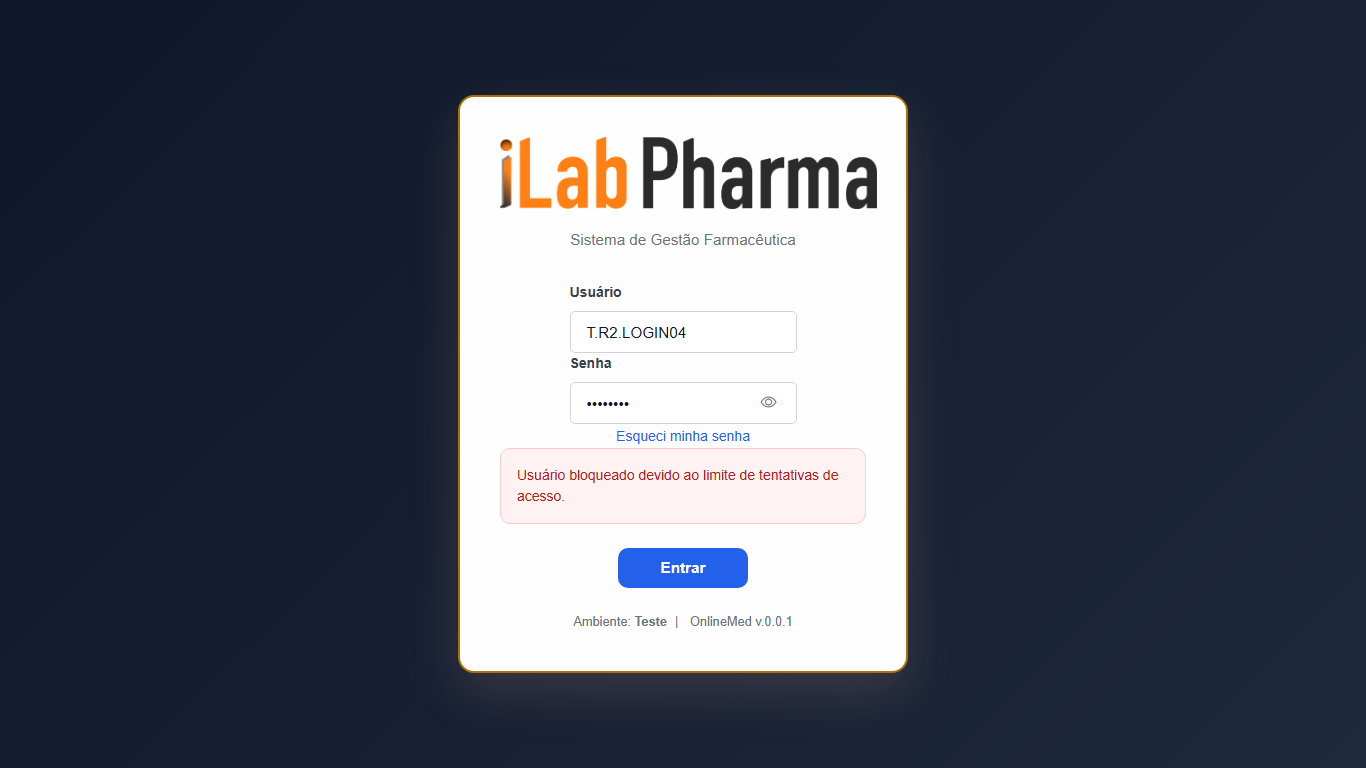 iLab Pharma
Sistema de Gestão Farmacêutica
Usuário
T.R2.LOGIN04
Senha
••••••••
Esqueci minha senha
Usuário bloqueado devido ao limite de tentativas de
acesso.
Entrar
Ambiente: Teste | OnlineMed v.0.0.1